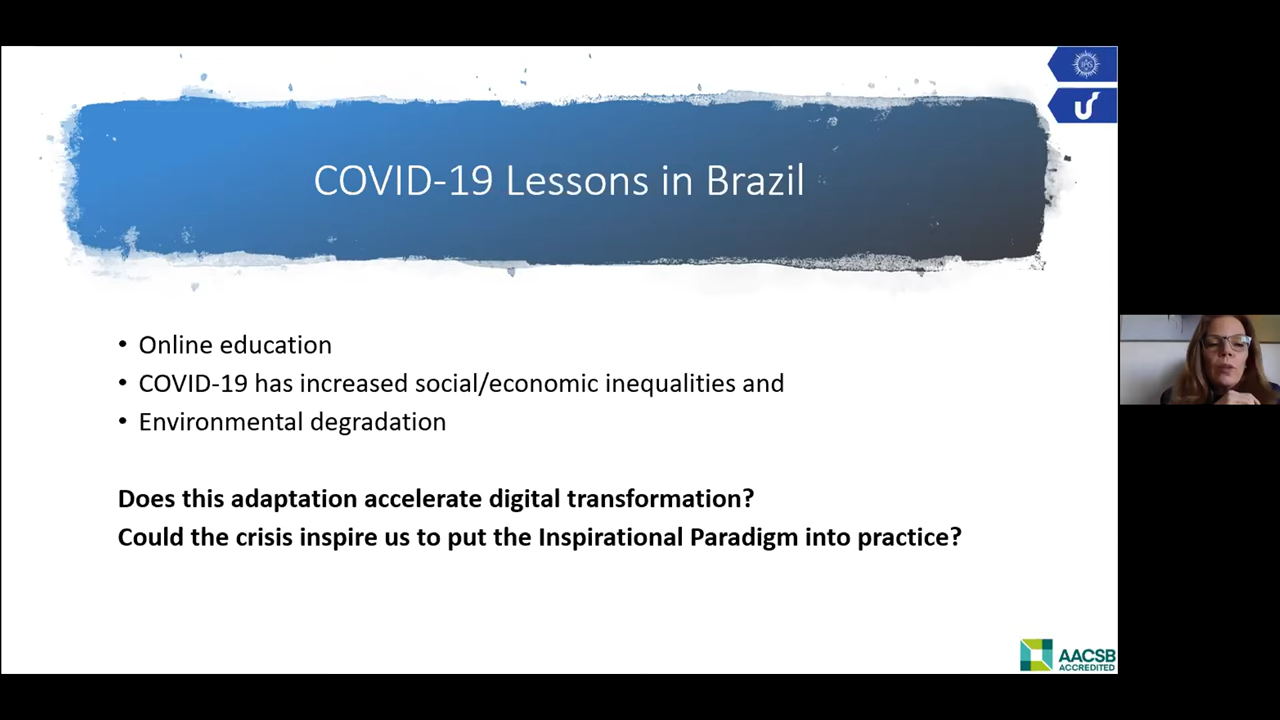 COVID-19 Lessons in Brazil
• Online education
• COVID-19 has increased social/economic inequalities and
• Environmental degradation
Does this adaptation accelerate digital transformation?
Could the crisis inspire us to put the Inspirational Paradigm into practice?
AACSB
ACCREDITED